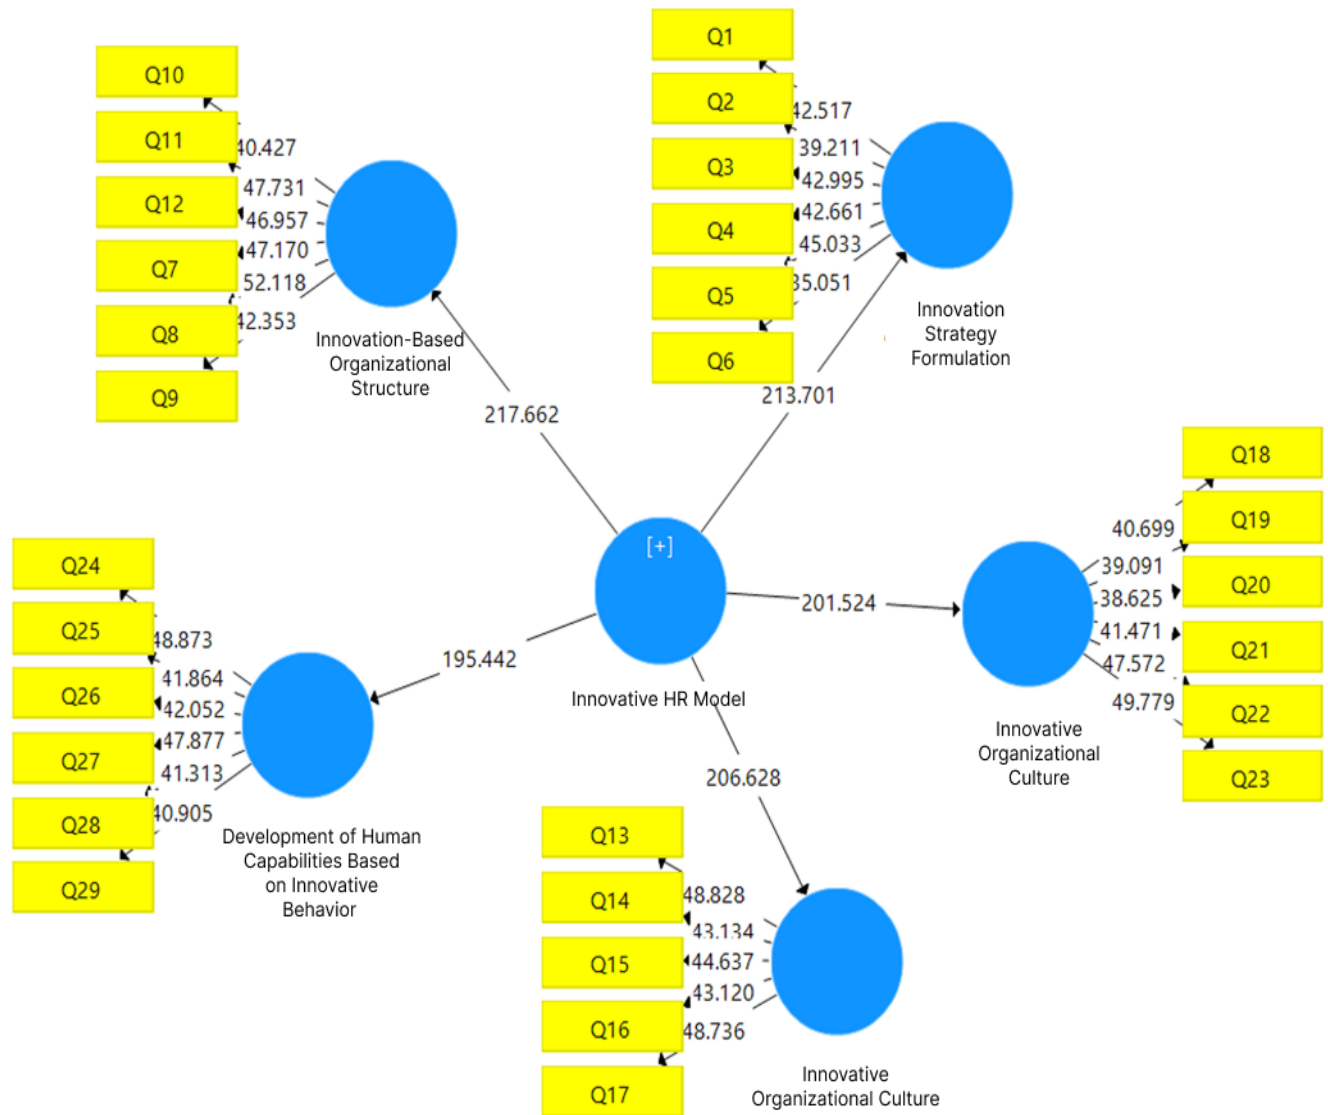 Q10
Q11
Q12
Q7
Q8
Q9
40.427
47.731
46.957
47.170
52.118
42.353
Innovation-Based
Organizational
Structure
Q1
Q2
Q3
Q4
Q5
Q6
42.517
39.211
42.995
42.661
45.033
35.051
Innovation
Strategy
Formulation
217.662
213.701
[+]
Innovative HR Model
201.524
195.442
206.628
Q18
Q19
Q20
Q21
Q22
Q23
40.699
39.091
38.625
41.471
47.572
49.779
Innovative
Organizational
Culture
Q24
Q25
Q26
Q27
Q28
Q29
48.873
41.864
42.052
47.877
41.313
40.905
Development of Human
Capabilities Based
on Innovative
Behavior
Q13
Q14
Q15
Q16
Q17
48.828
43.134
44.637
43.120
48.736
Innovative
Organizational Culture